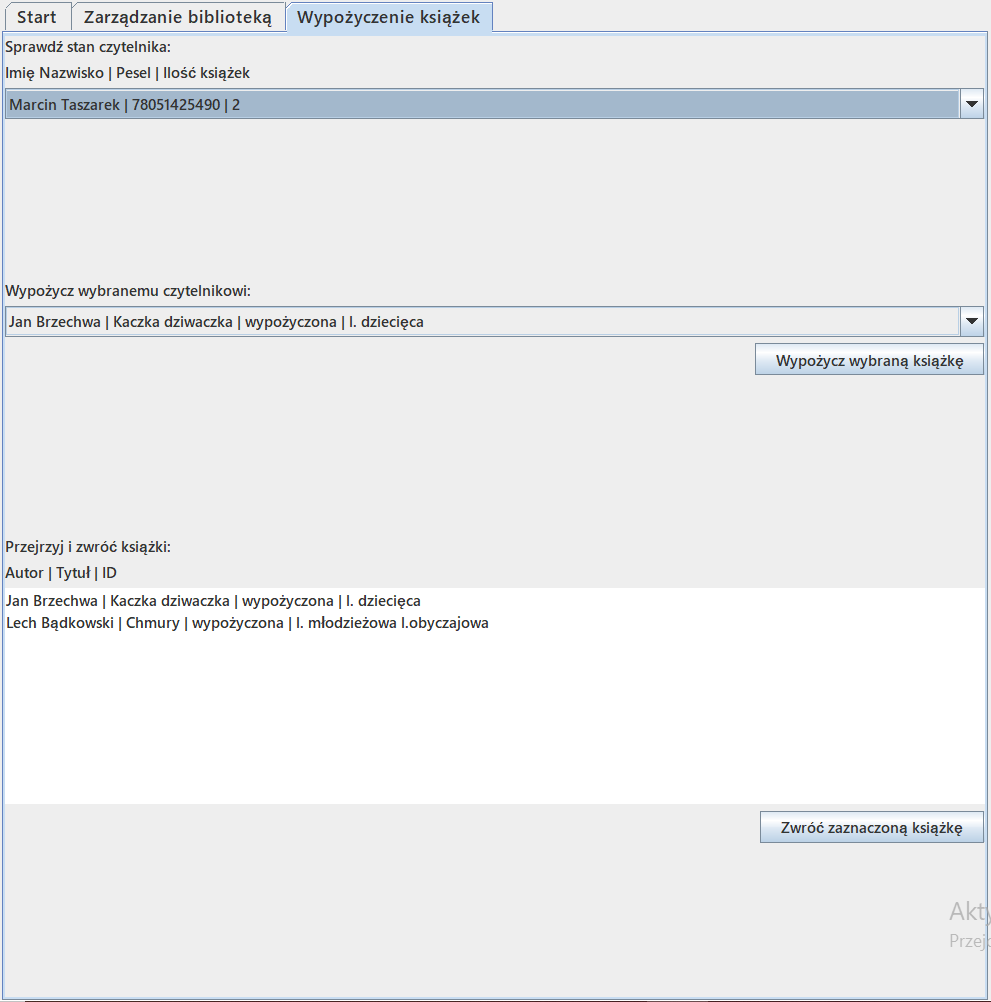 Start Zarządzanie biblioteką Wypożyczenie książek
Sprawdź stan czytelnika:
Imię Nazwisko | Pesel | Ilość książek
Marcin Taszarek | 78051425490 | 2
Wypożycz wybranemu czytelnikowi:
Jan Brzechwa | Kaczka dziwaczka | wypożyczona | l. dziecięca
Wypożycz wybraną książkę
Przejrzyj i zwróć książki:
Autor | Tytuł | ID
Jan Brzechwa | Kaczka dziwaczka | wypożyczona | l. dziecięca
Lech Bądkowski | Chmury | wypożyczona | l. młodzieżowa l.obyczajowa
Zwróć zaznaczoną książkę